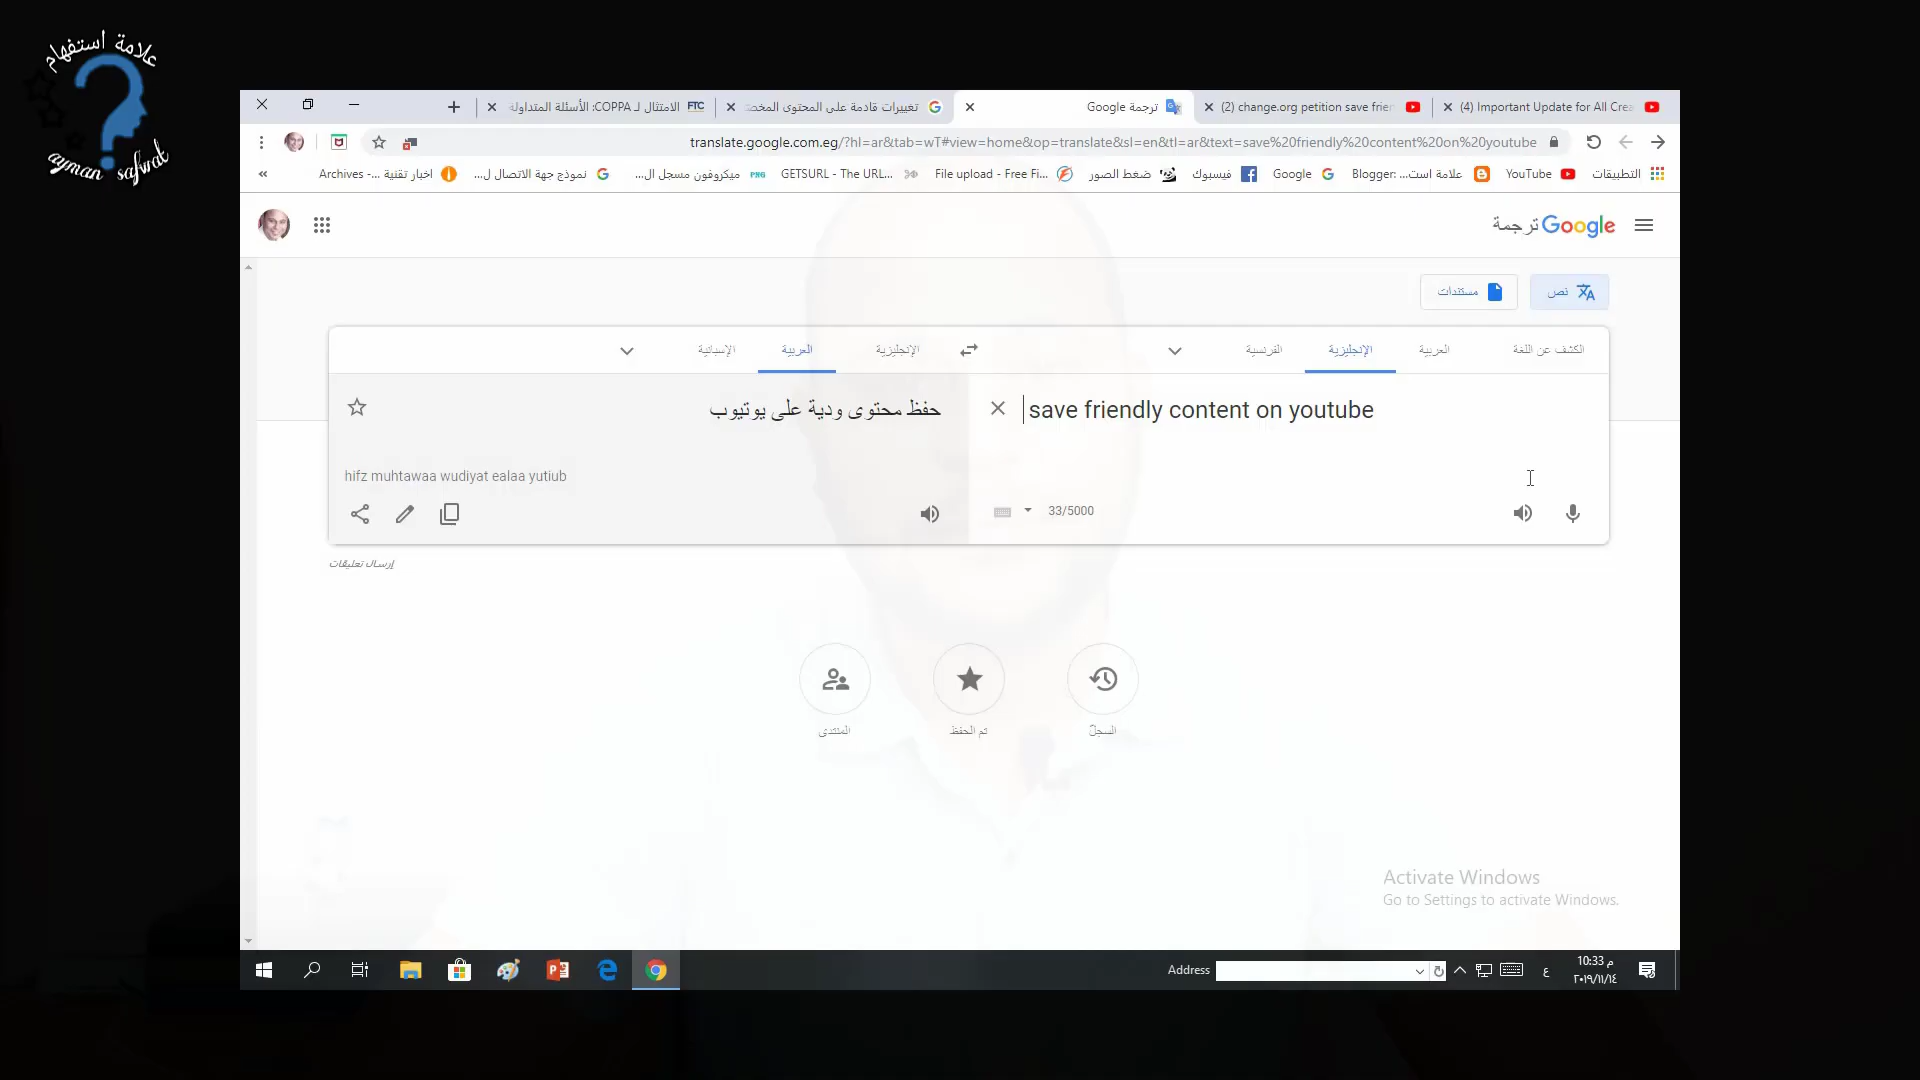 علامة استفهام
ayman safwat
(4) Important Update for All Crea
(2) change.org petition save frien
ترجمة Google
تغييرات قادمة على المحتوى المخصص
الامتثال لـ COPPA: الأسئلة المتداولة
translate.google.com.eg/?hl=ar&tab=wT#view=home&op=translate&sl=en&tl=ar&text=save%20friendly%20content%20on%20youtube
التطبيقات
YouTube
Blogger: علامة است...
Google
فيسبوك
ضغط الصور
File upload - Free Fi...
GETSURL - The URL...
ميكروفون مسجل ال...
نموذج جهة الاتصال ل...
اخبار تقنية -... Archives
ترجمة Google
نص
مستندات
الكشف عن اللغة
العربية
الإنجليزية
الفرنسية
الإنجليزية
العربية
الإسبانية
save friendly content on youtube
حفظ محتوى ودية على يوتيوب
hifz muhtawaa wudiyat ealaa yutiub
33/5000
إرسال تعليقات
السجلّ
تم الحفظ
المنتدى
Activate Windows
Go to Settings to activate Windows.
Address
ع
10:33 م
٢٠١٩/١١/١٤